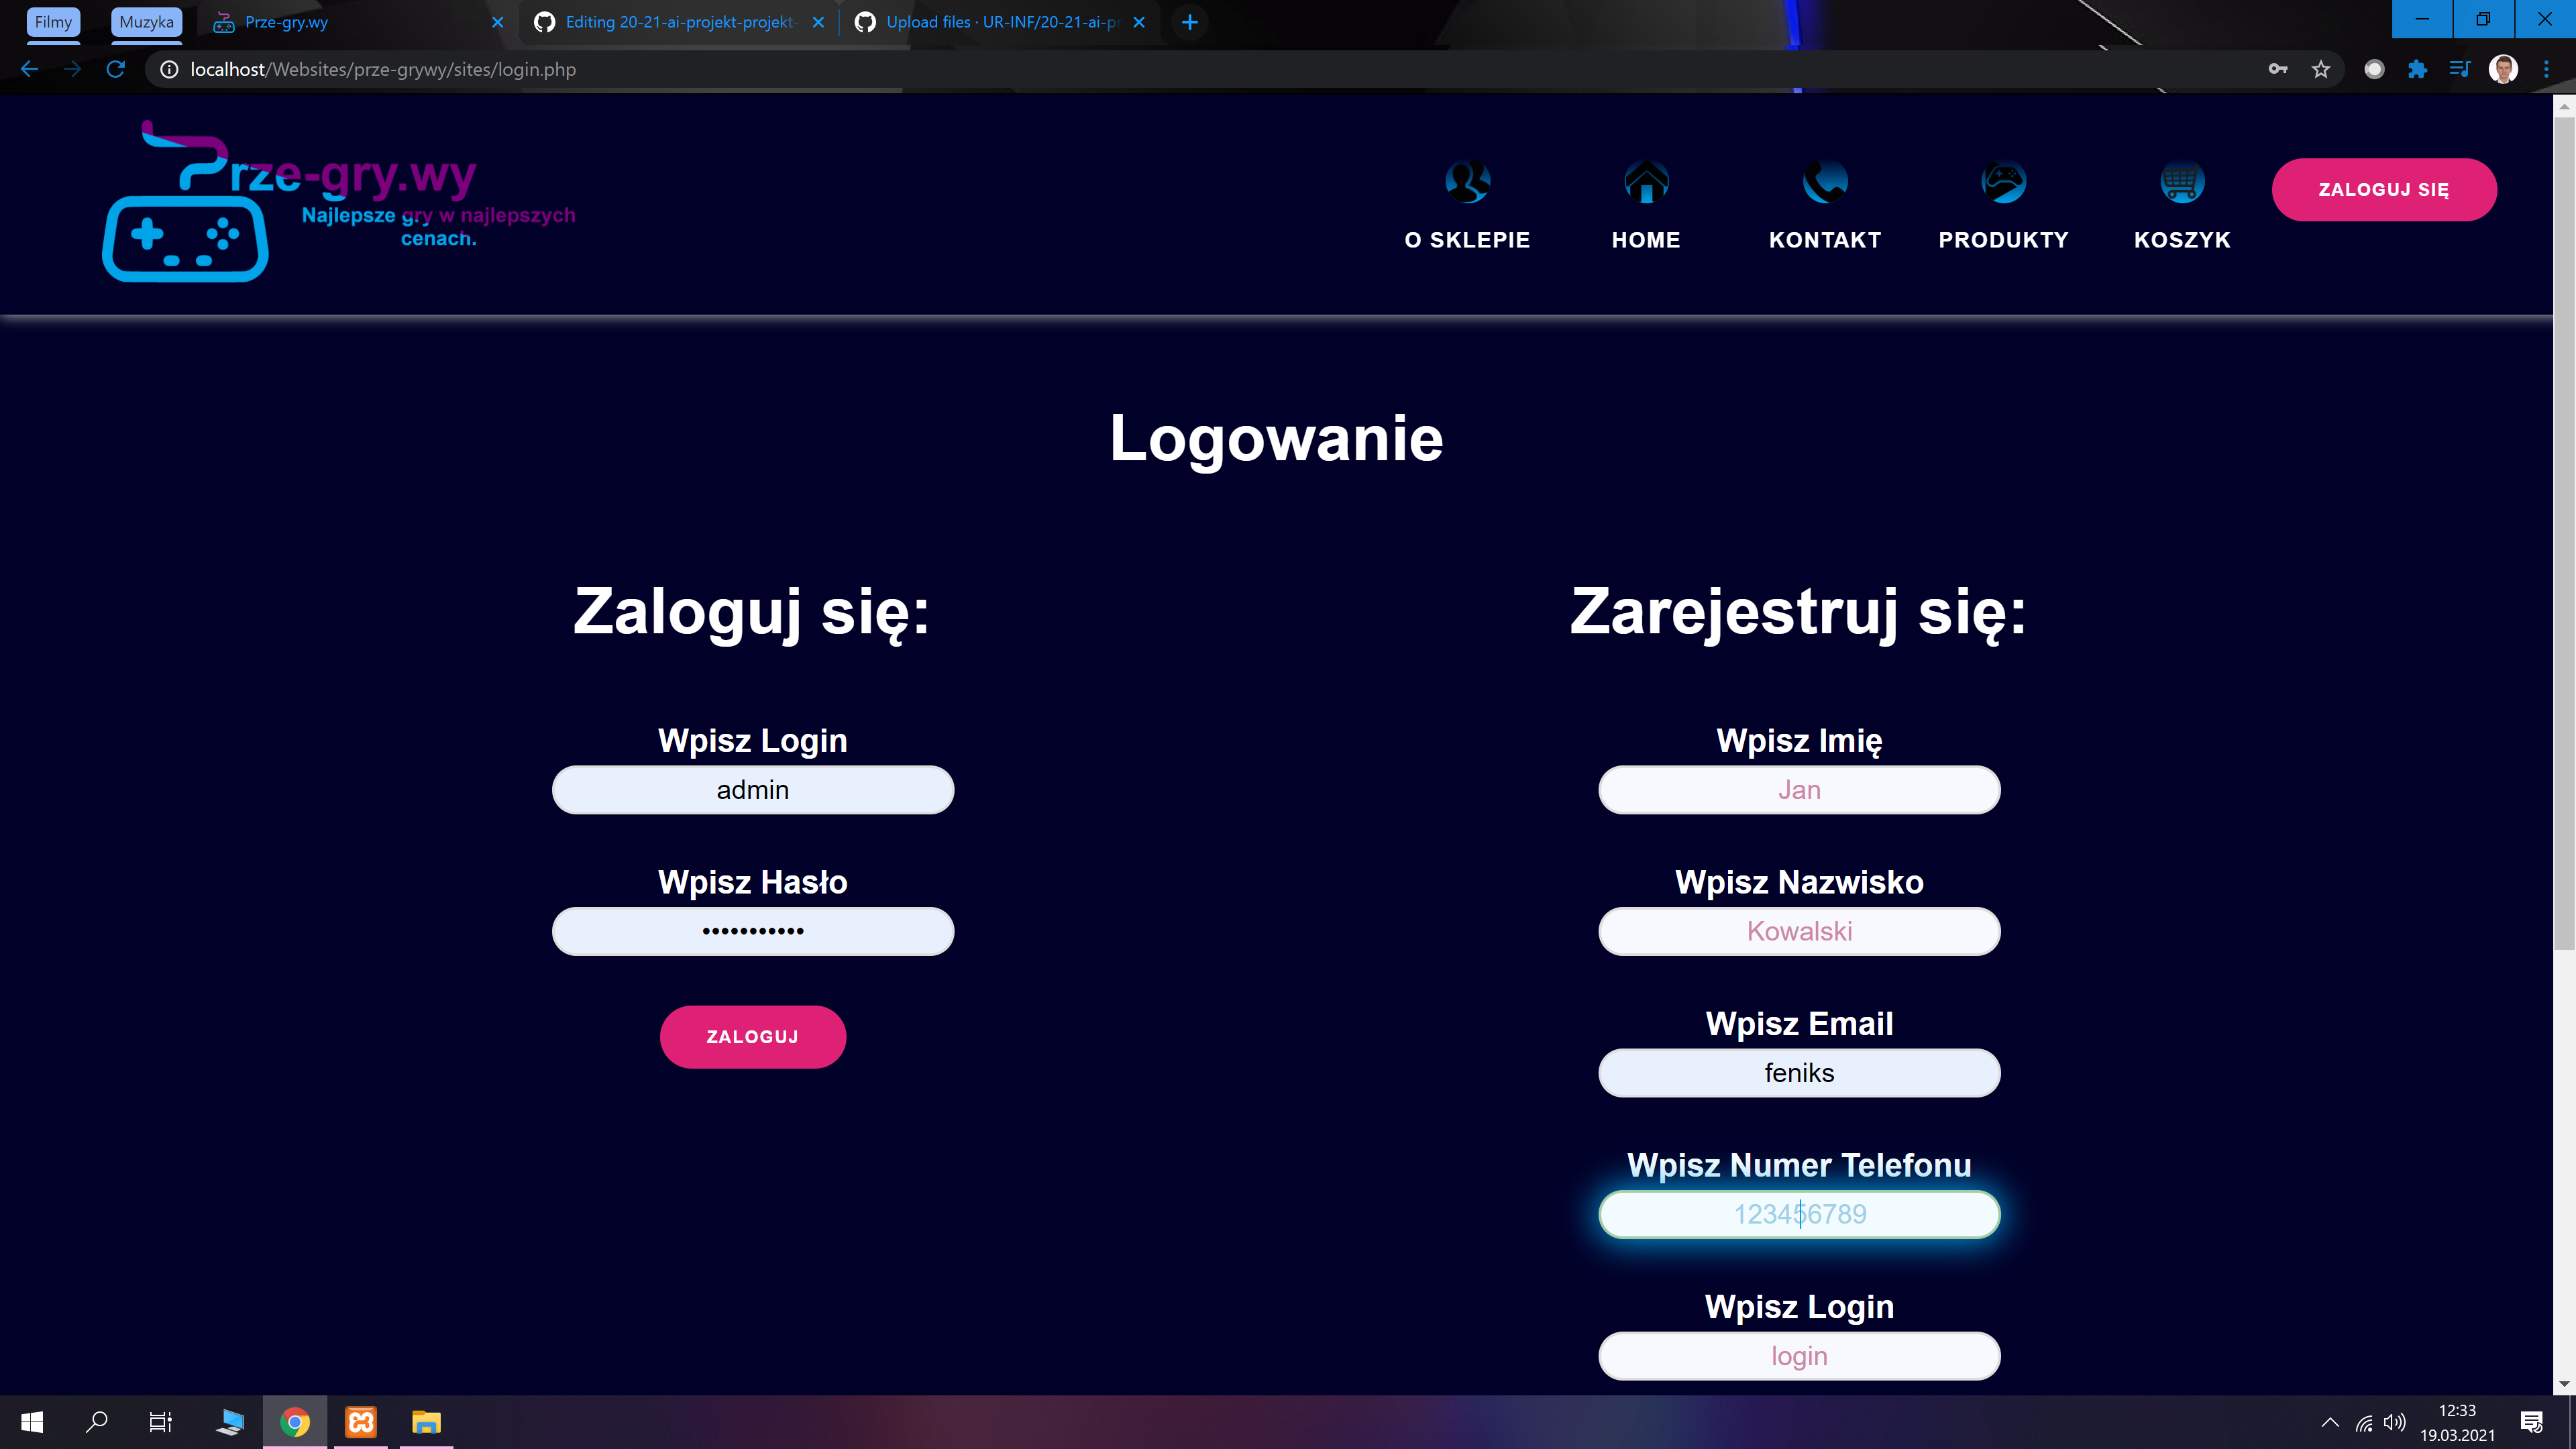 Filmy
Muzyka
Prze-gry.wy
Editing 20-21-ai-projekt-projekt-
Upload files · UR-INF/20-21-ai-pr
localhost/Websites/prze-grywy/sites/login.php
Prze-gry.wy
Najlepsze gry w najlepszych
cenach.
O SKLEPIE
HOME
KONTAKT
PRODUKTY
KOSZYK
ZALOGUJ SIĘ
Logowanie
Zaloguj się:
Wpisz Login
admin
Wpisz Hasło
•••••••••••
ZALOGUJ
Zarejestruj się:
Wpisz Imię
Jan
Wpisz Nazwisko
Kowalski
Wpisz Email
feniks
Wpisz Numer Telefonu
123456789
Wpisz Login
login
12:33
19.03.2021